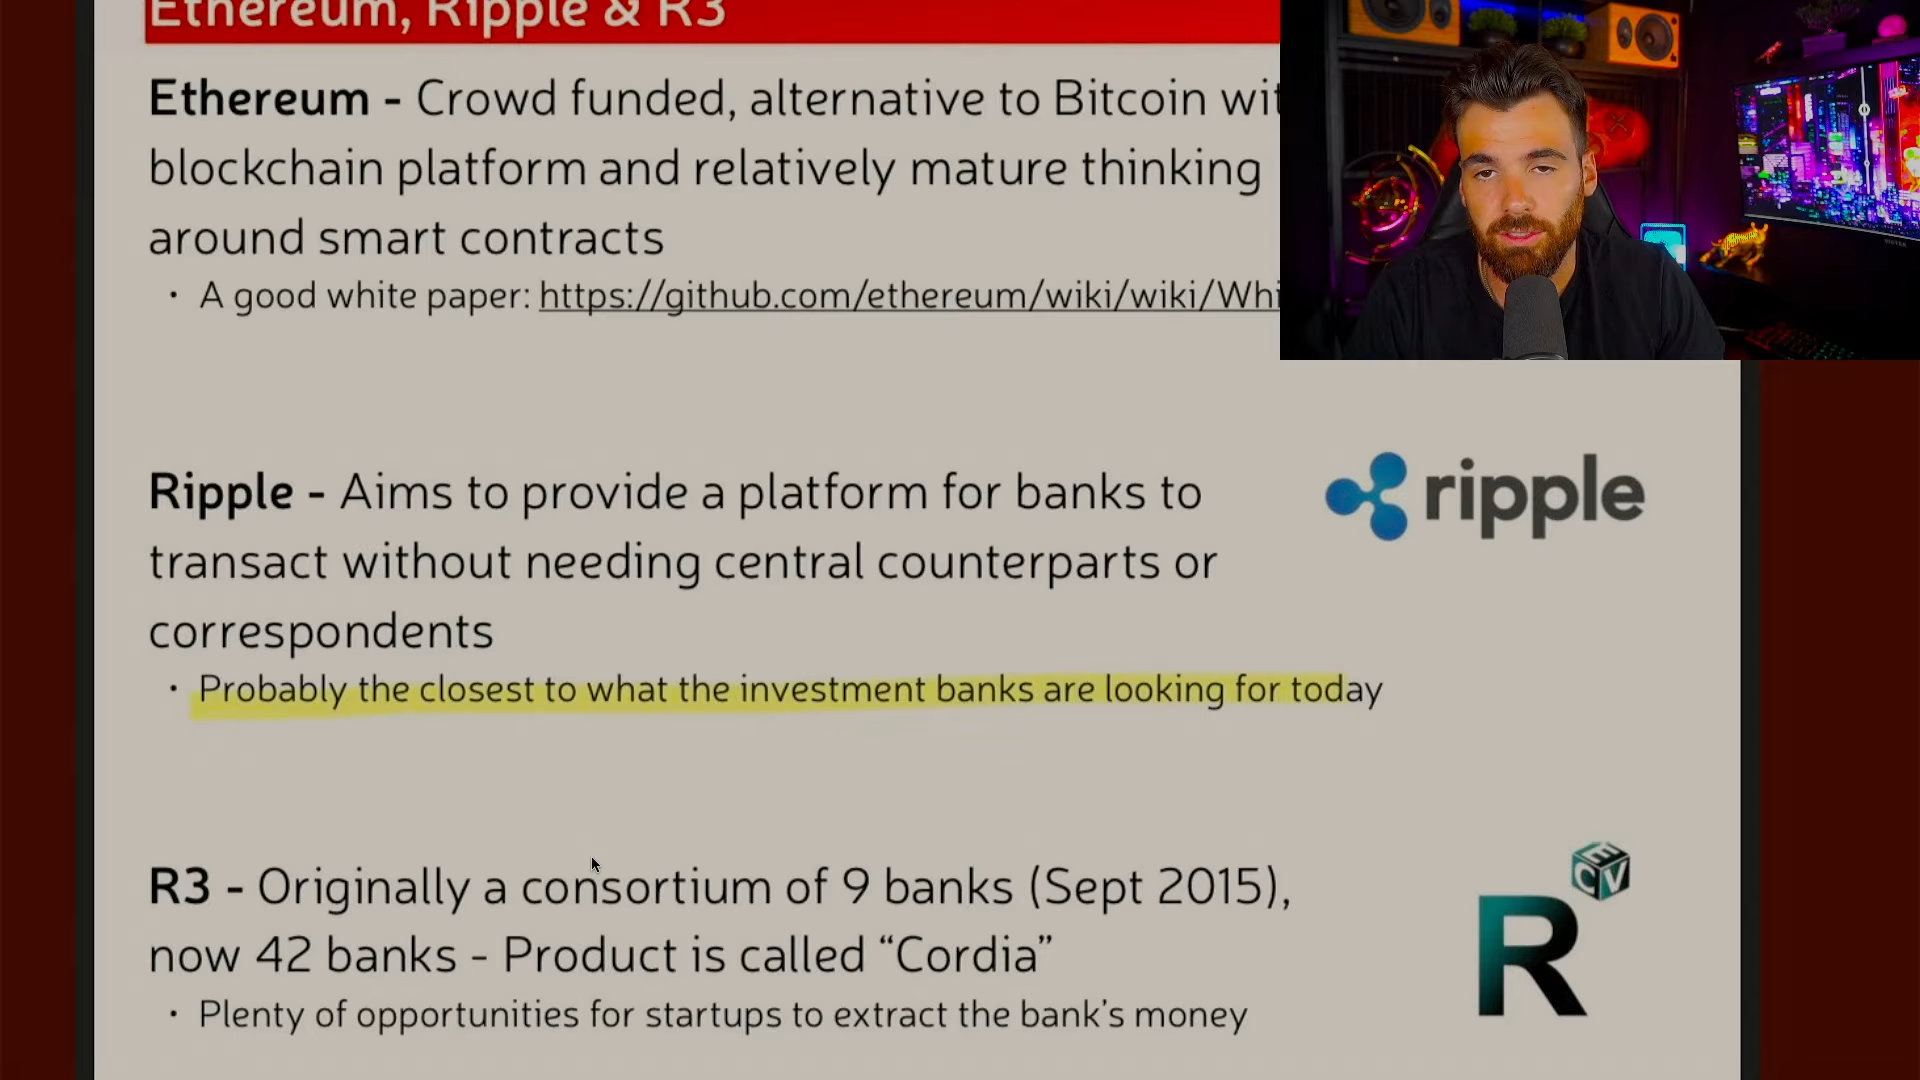 Ethereum, Ripple & R3
Ethereum - Crowd funded, alternative to Bitcoin wit
blockchain platform and relatively mature thinking
around smart contracts
· A good white paper: https://github.com/ethereum/wiki/wiki/Whi
Ripple - Aims to provide a platform for banks to
transact without needing central counterparts or
correspondents
ripple
· Probably the closest to what the investment banks are looking for today
R3 - Originally a consortium of 9 banks (Sept 2015),
now 42 banks - Product is called “Cordia”
R
CEV
· Plenty of opportunities for startups to extract the bank's money